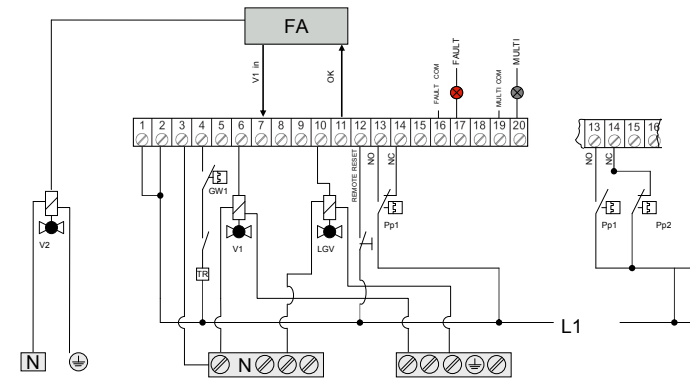 FA
V1 in
OK
FAULT COM
FAULT
MULTI COM
MULTI
1 2 3 4 5 6 7 8 9 10 11 12 13 14 15 16 17 18 19 20
13 14 15 16
REMOTE RESET
NO
NC
NO
NC
GW1
Pp1
Pp1
Pp2
V2
V1
LGV
TR
L1
N
N